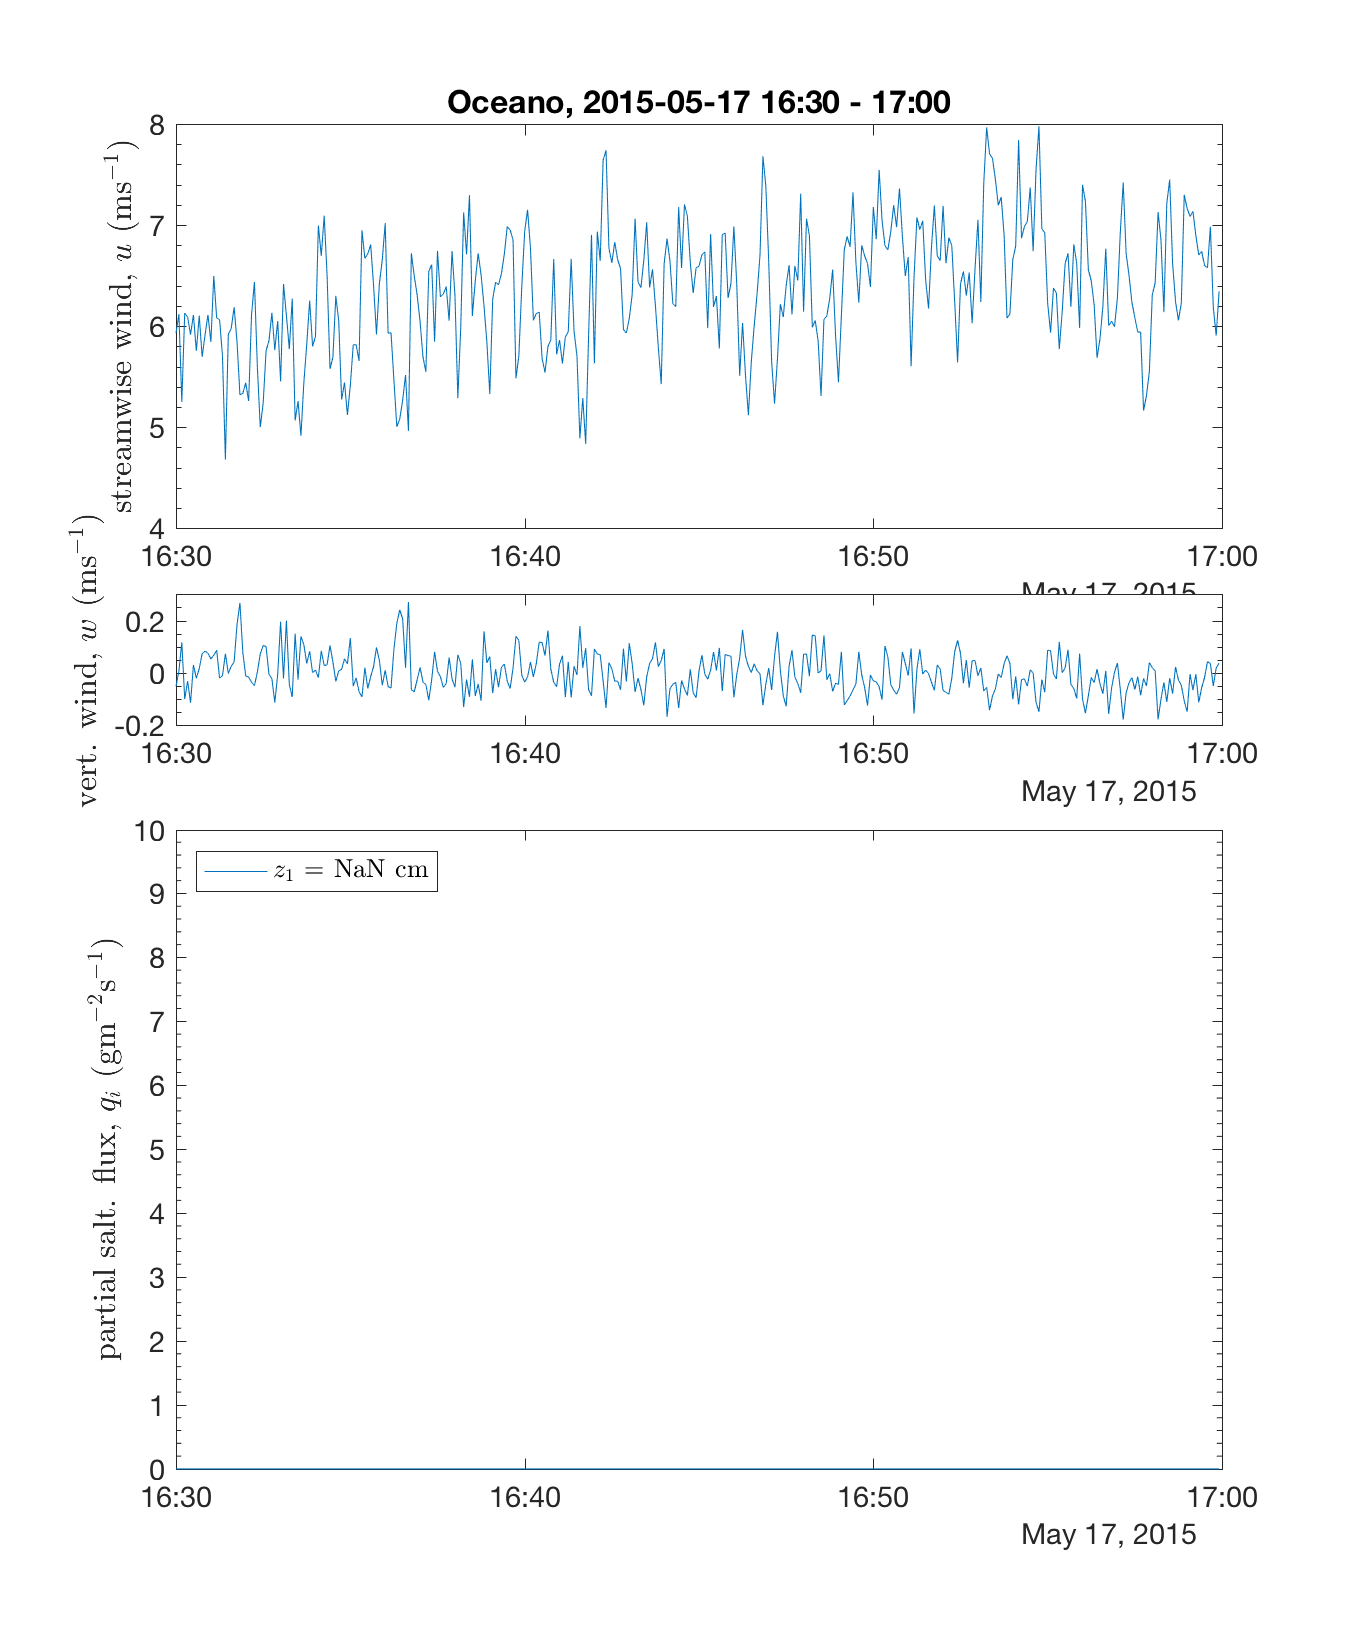 Oceano, 2015-05-17 16:30 - 17:00
streamwise wind, u (ms⁻¹)
8
7
6
5
4
16:30 16:40 16:50 17:00
May 17, 2015
vert. wind, w (ms⁻¹)
0.2
0
-0.2
16:30 16:40 16:50 17:00
May 17, 2015
partial salt. flux, qᵢ (gm⁻²s⁻¹)
10
9
8
7
6
5
4
3
2
1
0
z₁ = NaN cm
16:30 16:40 16:50 17:00
May 17, 2015